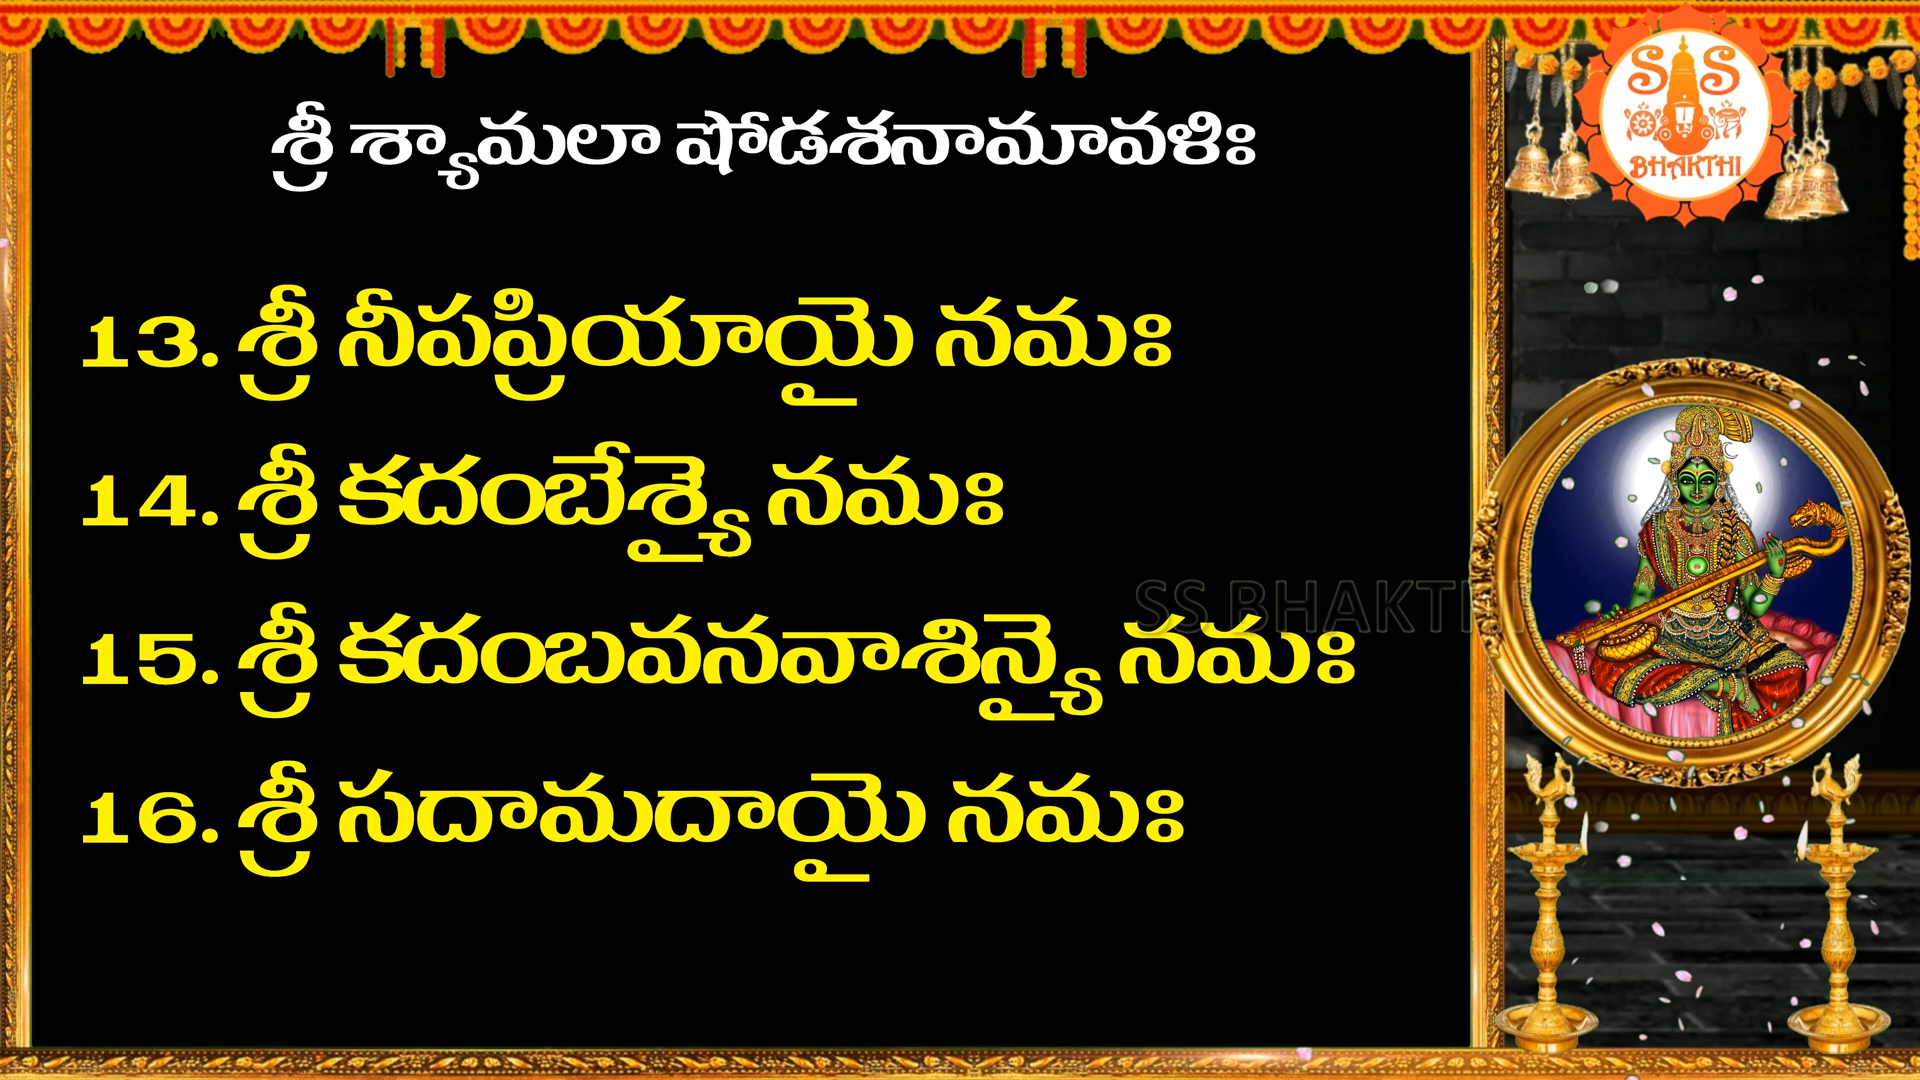 శ్రీ శ్యామలా షోడశనామావళిః
13. శ్రీ నీపప్రియాయై నమః
14. శ్రీ కదంబేశ్యై నమః
15. శ్రీ కదంబవనవాశిన్యై నమః
16. శ్రీ సదామదాయై నమః
S S
BHAKTHI
SS BHAKTHI